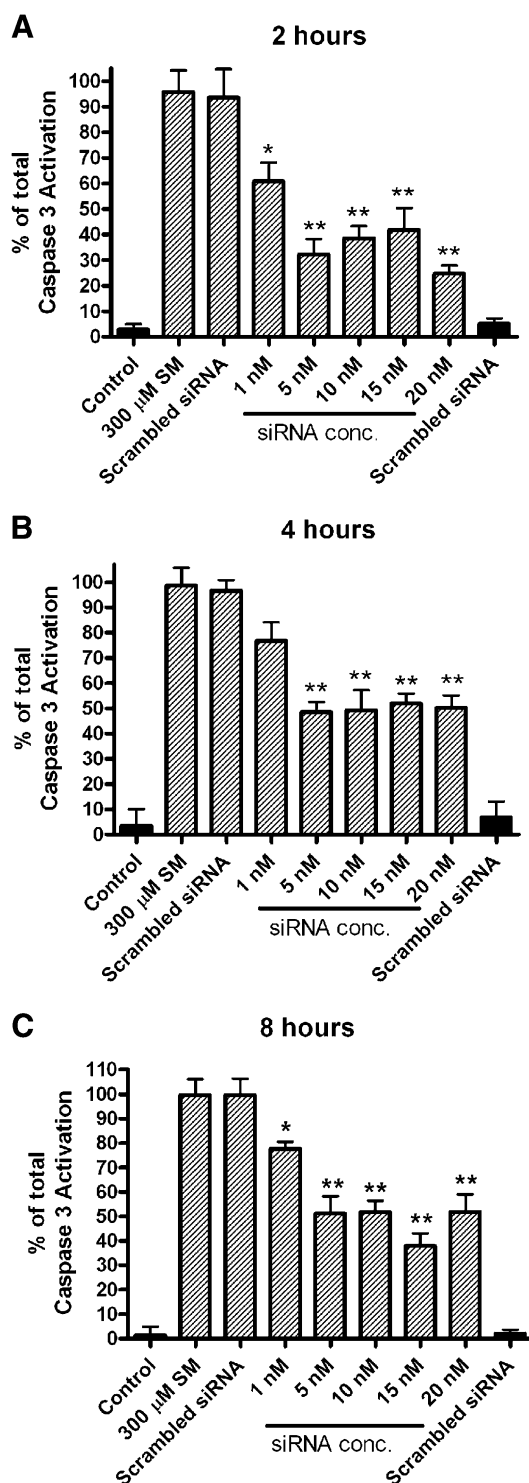 A
2 hours
% of total
Caspase 3 Activation
100
90
80
70
60
50
40
30
20
10
0
*
**
**
**
**
Control
300 µM SM
Scrambled siRNA
1 nM
5 nM
10 nM
15 nM
20 nM
Scrambled siRNA
siRNA conc.
B
4 hours
% of total
Caspase 3 Activation
100
90
80
70
60
50
40
30
20
10
0
**
**
**
**
Control
300 µM SM
Scrambled siRNA
1 nM
5 nM
10 nM
15 nM
20 nM
Scrambled siRNA
siRNA conc.
C
8 hours
% of total
Caspase 3 Activation
110
100
90
80
70
60
50
40
30
20
10
0
*
**
**
**
**
Control
300 µM SM
Scrambled siRNA
1 nM
5 nM
10 nM
15 nM
20 nM
Scrambled siRNA
siRNA conc.